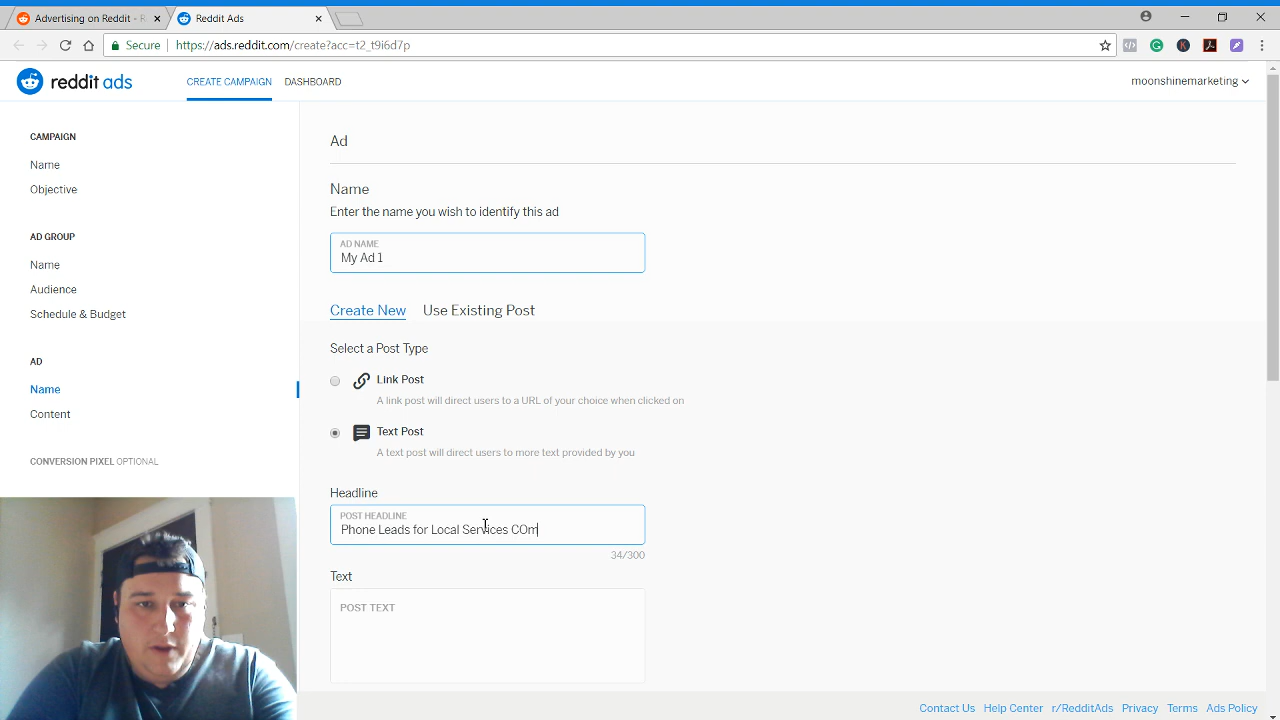 Advertising on Reddit - R
Reddit Ads
Secure
https://ads.reddit.com/create?acc=t2_t9i6d7p
reddit ads
CREATE CAMPAIGN
DASHBOARD
moonshinemarketing
CAMPAIGN
Name
Objective
AD GROUP
Name
Audience
Schedule & Budget
AD
Name
Content
CONVERSION PIXEL OPTIONAL
Ad
Name
Enter the name you wish to identify this ad
AD NAME
My Ad 1
Create New
Use Existing Post
Select a Post Type
Link Post
A link post will direct users to a URL of your choice when clicked on
Text Post
A text post will direct users to more text provided by you
Headline
POST HEADLINE
Phone Leads for Local Services COm
34/300
Text
POST TEXT
Contact Us
Help Center
r/RedditAds
Privacy
Terms
Ads Policy